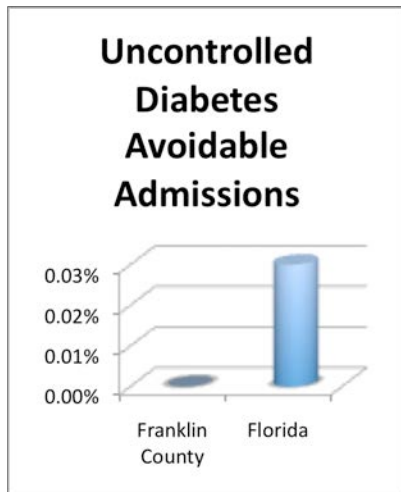 Uncontrolled
Diabetes
Avoidable
Admissions
0.03%
0.02%
0.01%
0.00%
Franklin
County
Florida